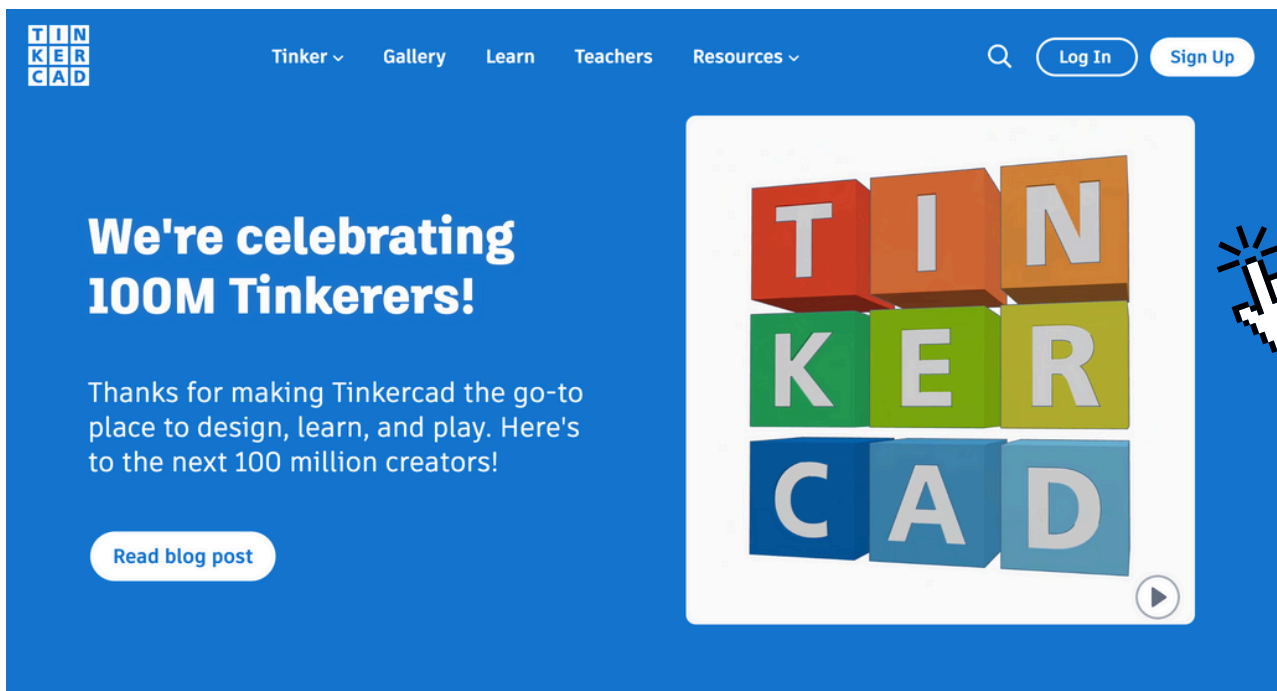 TIN
KER
CAD
Tinker
Gallery
Learn
Teachers
Resources
Log In
Sign Up
We're celebrating
100M Tinkerers!
Thanks for making Tinkercad the go-to
place to design, learn, and play. Here's
to the next 100 million creators!
Read blog post
TIN
KER
CAD